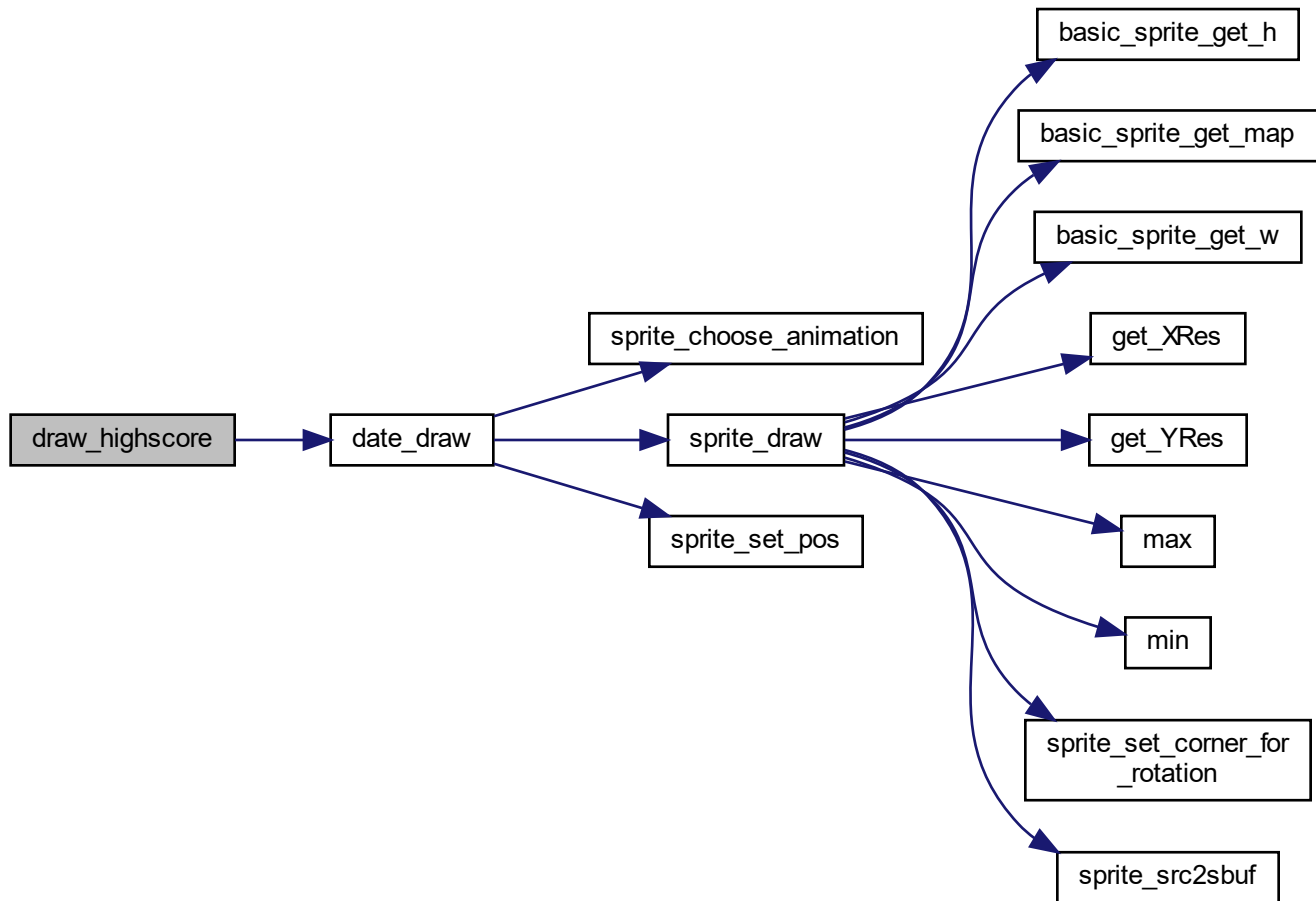 basic_sprite_get_h
basic_sprite_get_map
basic_sprite_get_w
sprite_choose_animation
get_XRes
draw_highscore
date_draw
sprite_draw
get_YRes
sprite_set_pos
max
min
sprite_set_corner_for
_rotation
sprite_src2sbuf